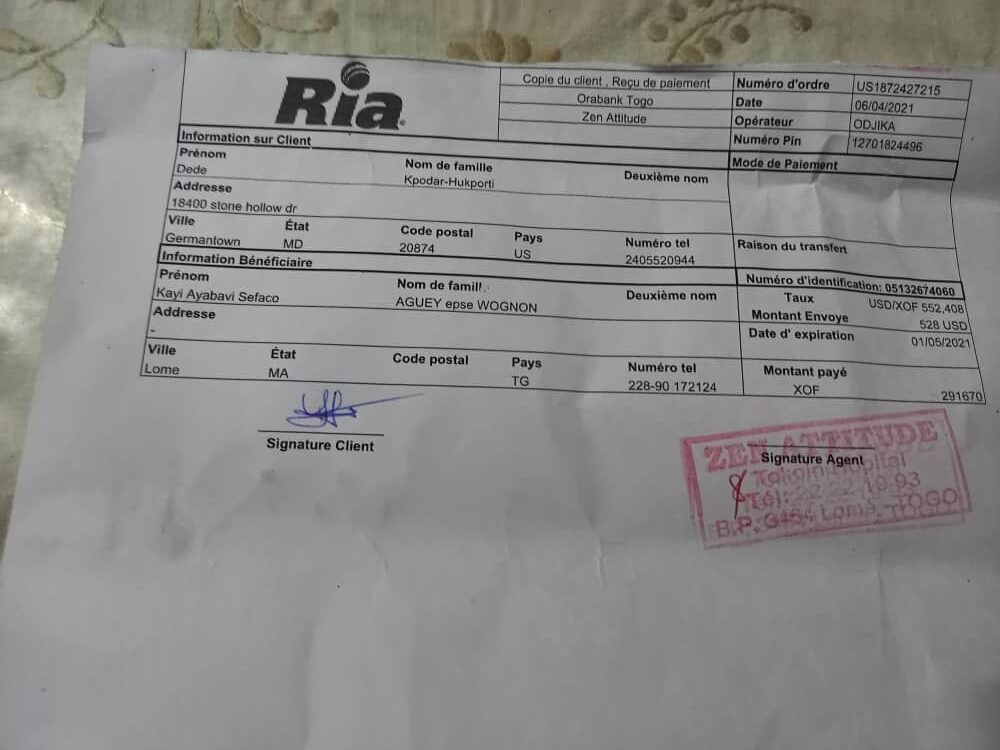 Ria
Copie du client , Reçu de paiement
Orabank Togo
Zen Attitude
Numéro d'ordre US1872427215
Date 06/04/2021
Opérateur ODJIKA
Numéro Pin 12701824496
Information sur Client
Mode de Paiement
Prénom Nom de famille Deuxième nom
Dede Kpodar-Hukporti
Addresse
18400 stone hollow dr
Ville État Code postal Pays Numéro tel
Germantown MD 20874 US 2405520944
Raison du transfert
Information Bénéficiaire
Numéro d'identification: 05132674060
Prénom Nom de famill. Deuxième nom
Kayi Ayabavi Sefaco AGUEY epse WOGNON
Taux USD/XOF 552,408
Montant Envoye 528 USD
Date d' expiration 01/05/2021
Addresse
-
Ville État Code postal Pays Numéro tel
Lome MA TG 228-90 172124
Montant payé
XOF 291670
Signature Client
Signature Agent
ZEN ATTITUDE
Hopital
Tél: 22 22 10 93
B.P. Lomé, TOGO